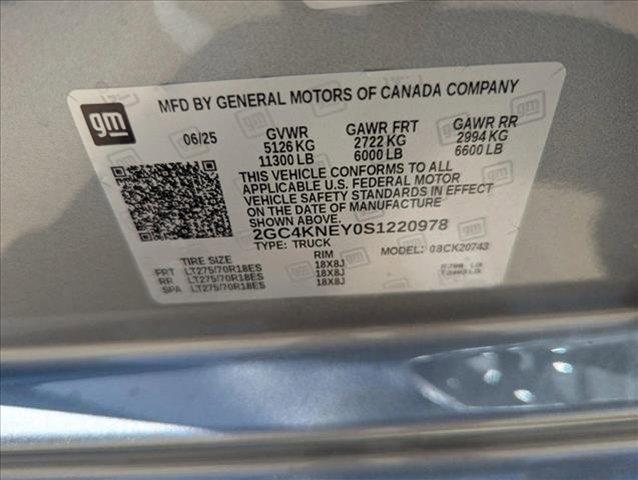 gm
MFD BY GENERAL MOTORS OF CANADA COMPANY
06/25
GVWR GAWR FRT GAWR RR
5126 KG 2722 KG 2994 KG
11300 LB 6000 LB 6600 LB
THIS VEHICLE CONFORMS TO ALL
APPLICABLE U.S. FEDERAL MOTOR
VEHICLE SAFETY STANDARDS IN EFFECT
ON THE DATE OF MANUFACTURE
SHOWN ABOVE.
2GC4KNEY0S1220978
TYPE: TRUCK MODEL: 08CK20743
TIRE SIZE RIM
FRT LT275/70R18ES 18X8J
RR LT275/70R18ES 18X8J
SPA LT275/70R18ES 18X8J